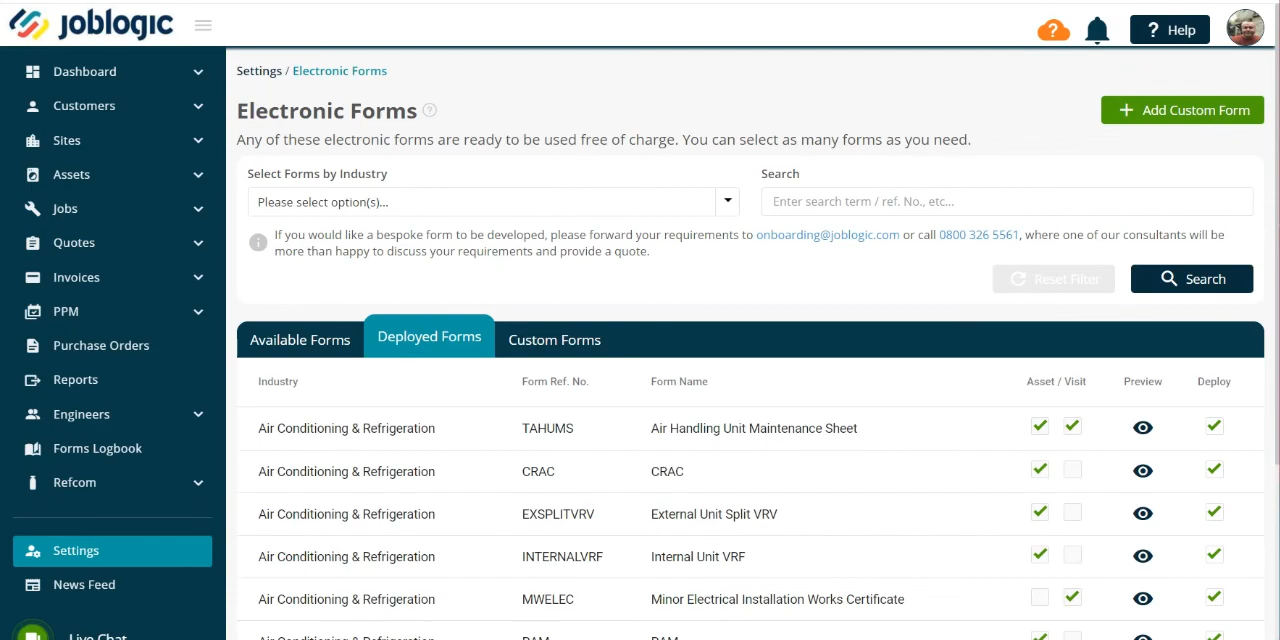 joblogic
?
? Help
Dashboard
Customers
Sites
Assets
Jobs
Quotes
Invoices
PPM
Purchase Orders
Reports
Engineers
Forms Logbook
Refcom
Settings
News Feed
Live Chat
Settings / Electronic Forms
Electronic Forms ?
+ Add Custom Form
Any of these electronic forms are ready to be used free of charge. You can select as many forms as you need.
Select Forms by Industry
Search
Please select option(s)...
Enter search term / ref. No., etc...
If you would like a bespoke form to be developed, please forward your requirements to onboarding@joblogic.com or call 0800 326 5561, where one of our consultants will be
more than happy to discuss your requirements and provide a quote.
Reset Filter
Search
Available Forms Deployed Forms Custom Forms
Industry Form Ref. No. Form Name Asset / Visit Preview Deploy
Air Conditioning & Refrigeration TAHUMS Air Handling Unit Maintenance Sheet
Air Conditioning & Refrigeration CRAC CRAC
Air Conditioning & Refrigeration EXSPLITVRV External Unit Split VRV
Air Conditioning & Refrigeration INTERNALVRF Internal Unit VRF
Air Conditioning & Refrigeration MWELEC Minor Electrical Installation Works Certificate